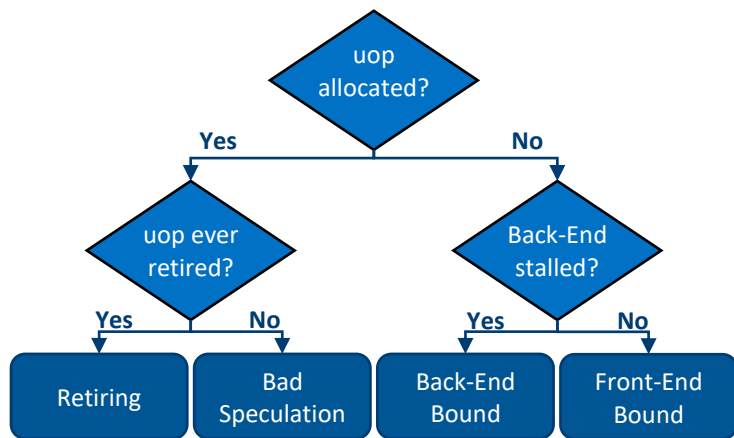 uop
allocated?
Yes
No
uop ever
retired?
Back-End
stalled?
Yes
No
Yes
No
Retiring
Bad
Speculation
Back-End
Bound
Front-End
Bound